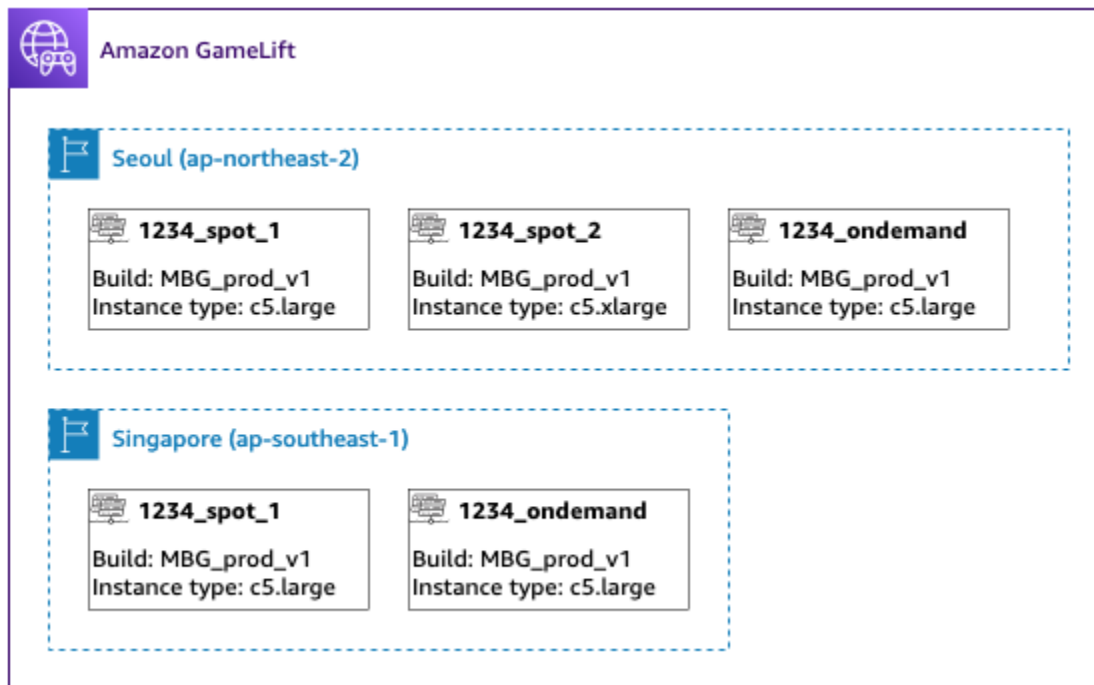 Amazon GameLift
Seoul (ap-northeast-2)
1234_spot_1
Build: MBG_prod_v1
Instance type: c5.large
1234_spot_2
Build: MBG_prod_v1
Instance type: c5.xlarge
1234_ondemand
Build: MBG_prod_v1
Instance type: c5.large
Singapore (ap-southeast-1)
1234_spot_1
Build: MBG_prod_v1
Instance type: c5.large
1234_ondemand
Build: MBG_prod_v1
Instance type: c5.large